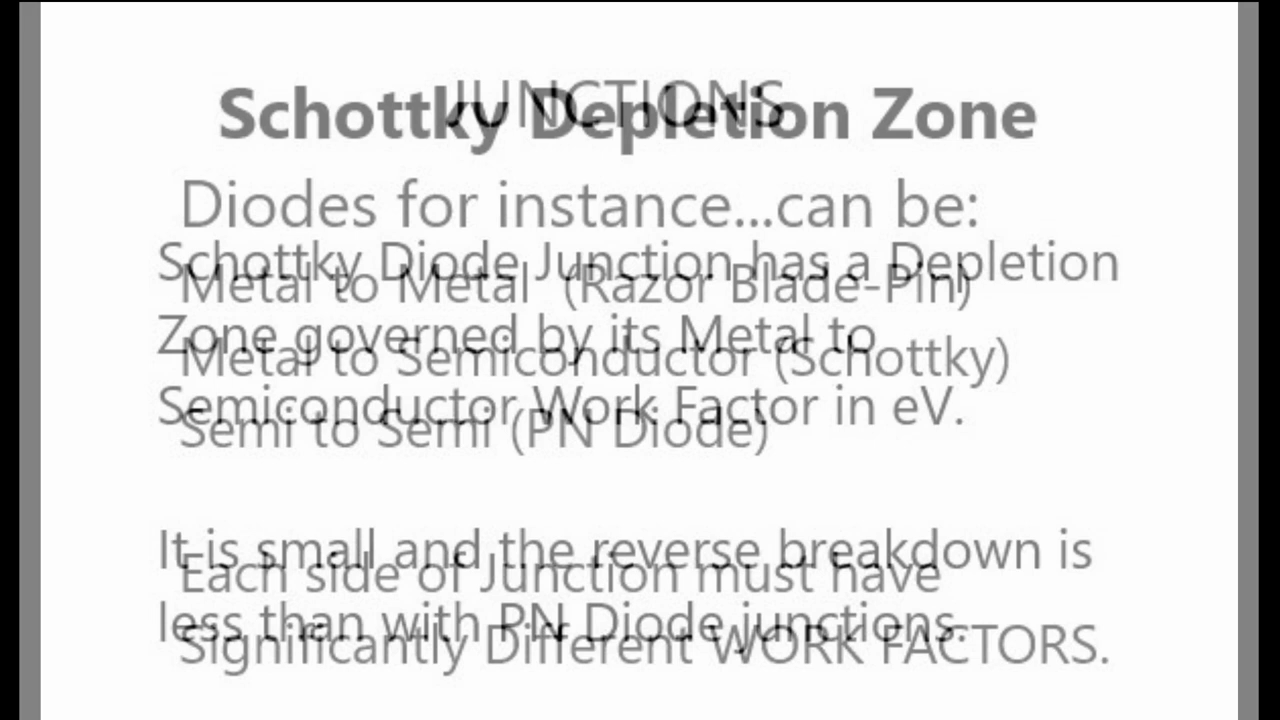 JUNCTIONS
Diodes for instance...can be:
Metal to Metal (Razor Blade-Pin)
Metal to Semiconductor (Schottky)
Semi to Semi (PN Diode)
Each side of Junction must have
Significantly Different WORK FACTORS.
Schottky Depletion Zone
Schottky Diode Junction has a Depletion
Zone governed by its Metal to
Semiconductor Work Factor in eV.
It is small and the reverse breakdown is
less than with PN Diode junctions.